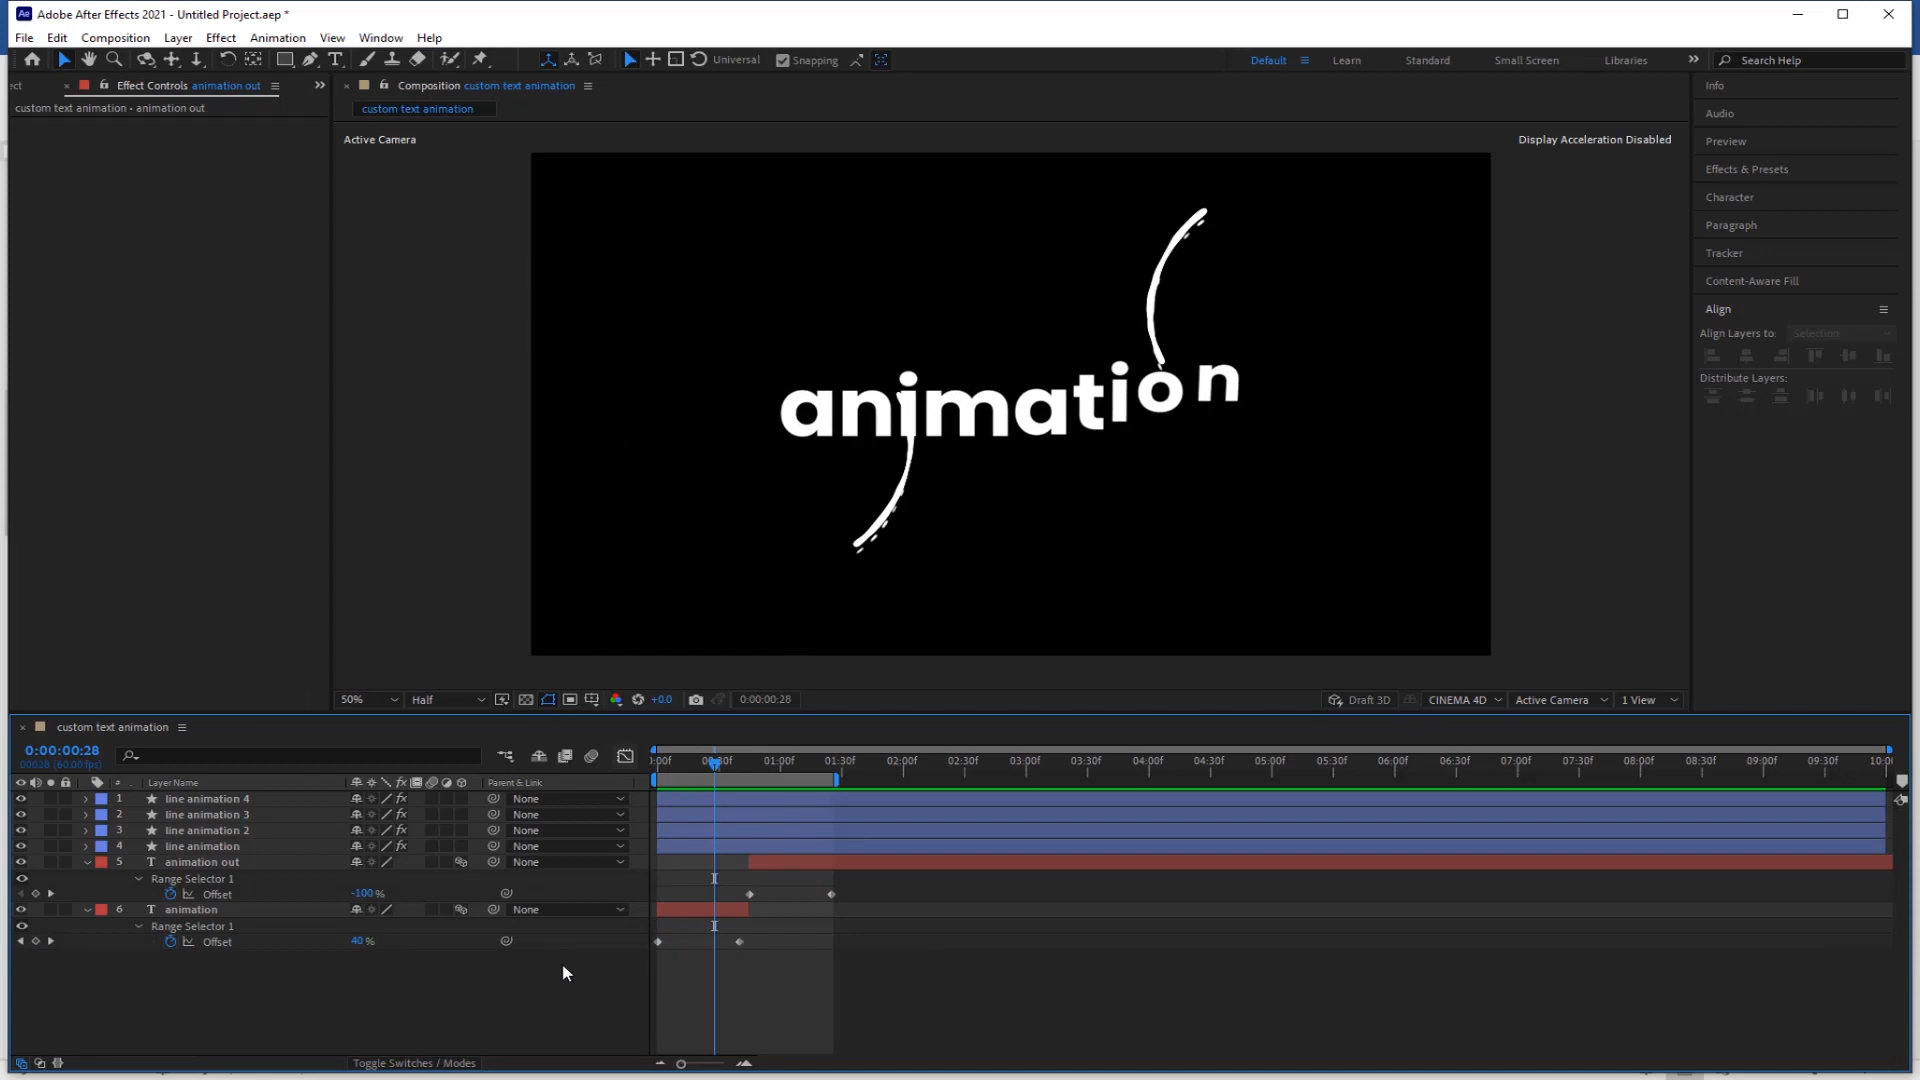 Adobe After Effects 2021 - Untitled Project.aep *
File Edit Composition Layer Effect Animation View Window Help
Universal Snapping Default Learn Standard Small Screen Libraries Search Help
ect Effect Controls animation out
custom text animation • animation out
Composition custom text animation
custom text animation
Active Camera
Display Acceleration Disabled
animation
Info
Audio
Preview
Effects & Presets
Character
Paragraph
Tracker
Content-Aware Fill
Align
Align Layers to: Selection
Distribute Layers:
50% Half +0.0 0:00:00:28 Draft 3D CINEMA 4D Active Camera 1 View
custom text animation
0:00:00:28
00028 (60.00 fps)
):00f 00:30f 01:00f 01:30f 02:00f 02:30f 03:00f 03:30f 04:00f 04:30f 05:00f 05:30f 06:00f 06:30f 07:00f 07:30f 08:00f 08:30f 09:00f 09:30f 10:00
# Layer Name Parent & Link
1 line animation 4 fx None
2 line animation 3 fx None
3 line animation 2 fx None
4 line animation fx None
5 T animation out None
Range Selector 1
Offset -100 %
6 T animation None
Range Selector 1
Offset 40 %
Toggle Switches / Modes